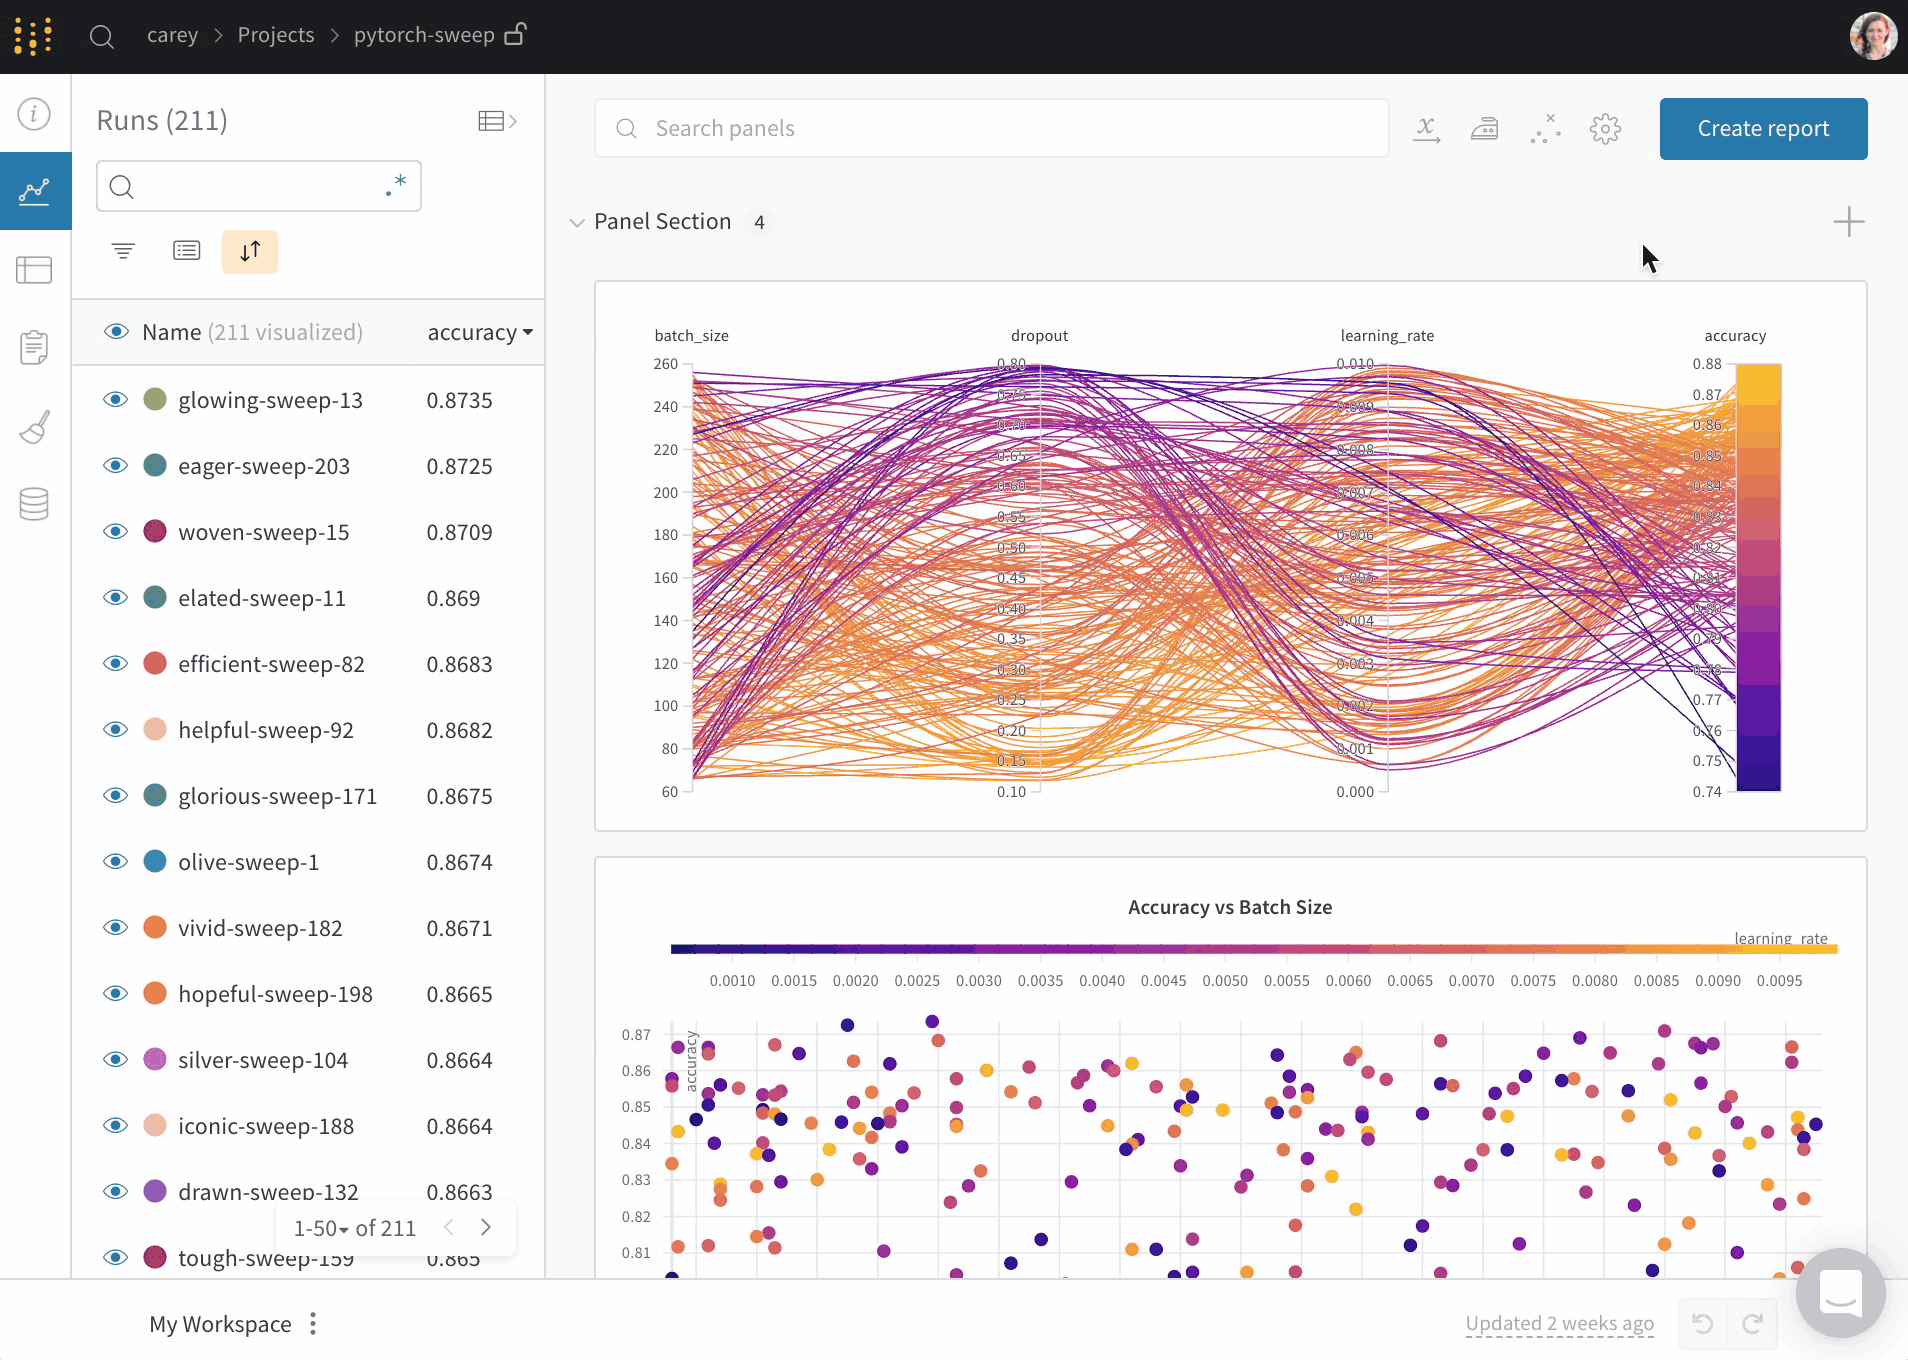 carey > Projects > pytorch-sweep
Runs (211)
.*
Name (211 visualized) accuracy
glowing-sweep-13 0.8735
eager-sweep-203 0.8725
woven-sweep-15 0.8709
elated-sweep-11 0.869
efficient-sweep-82 0.8683
helpful-sweep-92 0.8682
glorious-sweep-171 0.8675
olive-sweep-1 0.8674
vivid-sweep-182 0.8671
hopeful-sweep-198 0.8665
silver-sweep-104 0.8664
iconic-sweep-188 0.8664
drawn-sweep-132 0.8663
1-50 of 211
tough-sweep-159 0.865
Search panels
Create report
Panel Section 4
batch_size
260
240
220
200
180
160
140
120
100
80
60
dropout
0.80
0.75
0.70
0.65
0.60
0.55
0.50
0.45
0.40
0.35
0.30
0.25
0.20
0.15
0.10
learning_rate
0.010
0.009
0.008
0.007
0.006
0.005
0.004
0.003
0.002
0.001
0.000
accuracy
0.88
0.87
0.86
0.85
0.84
0.83
0.82
0.81
0.80
0.79
0.78
0.77
0.76
0.75
0.74
Accuracy vs Batch Size
learning_rate
0.0010 0.0015 0.0020 0.0025 0.0030 0.0035 0.0040 0.0045 0.0050 0.0055 0.0060 0.0065 0.0070 0.0075 0.0080 0.0085 0.0090 0.0095
accuracy
0.87
0.86
0.85
0.84
0.83
0.82
0.81
My Workspace
Updated 2 weeks ago